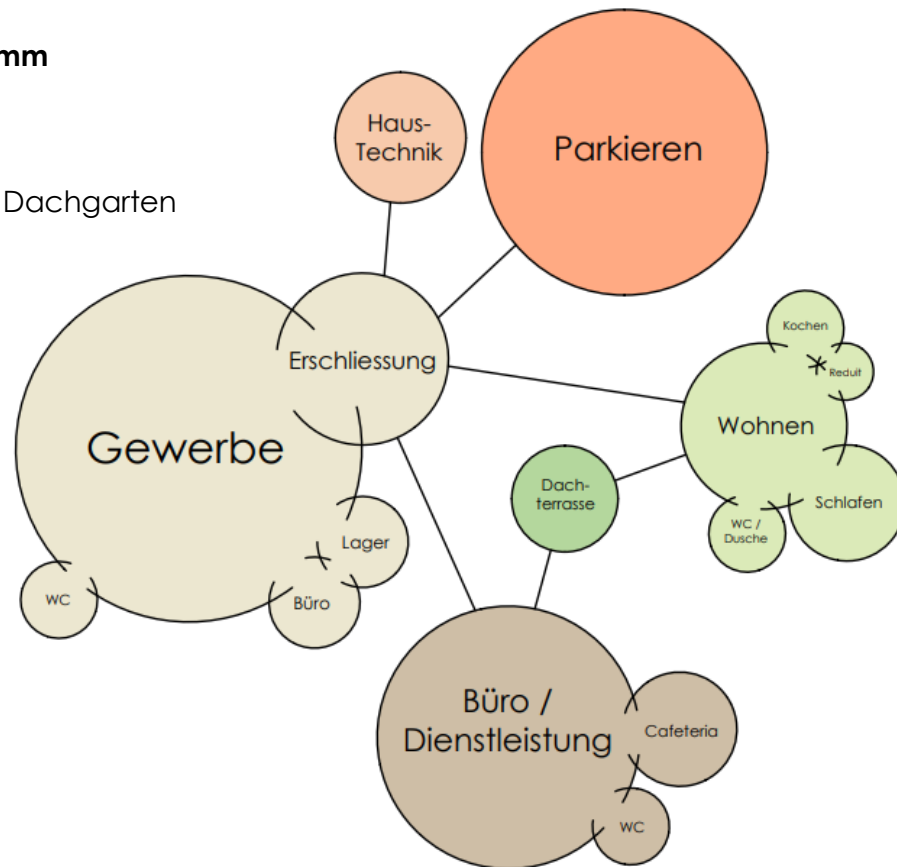 mm
Haus-
Technik
Parkieren
Dachgarten
Kochen
Erschliessung
Reduit
Wohnen
Gewerbe
Dach-
terrasse
Schlafen
WC /
Dusche
Lager
WC
Büro
Büro /
Dienstleistung
Cafeteria
WC